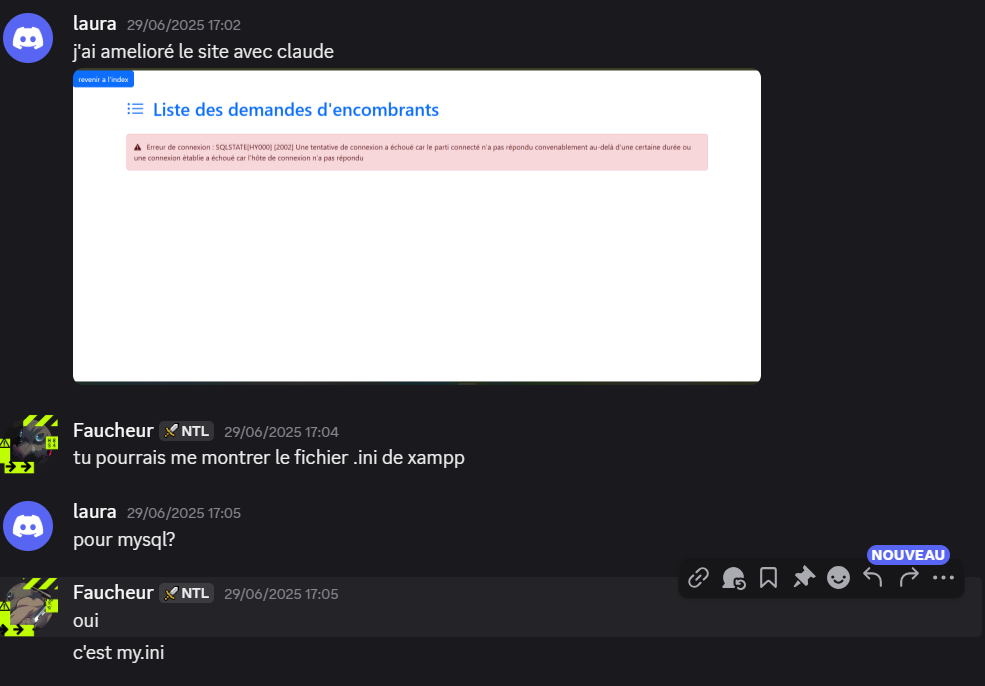 laura 29/06/2025 17:02
j'ai amelioré le site avec claude
revenir a l'index
Liste des demandes d'encombrants
Erreur de connexion : SQLSTATE[HY000] [2002] Une tentative de connexion a échoué car le parti connecté n'a pas répondu convenablement au-delà d'une certaine durée ou
une connexion établie a échoué car l'hôte de connexion n'a pas répondu
Faucheur NTL 29/06/2025 17:04
tu pourrais me montrer le fichier .ini de xampp
laura 29/06/2025 17:05
pour mysql?
NOUVEAU
Faucheur NTL 29/06/2025 17:05
oui
c'est my.ini